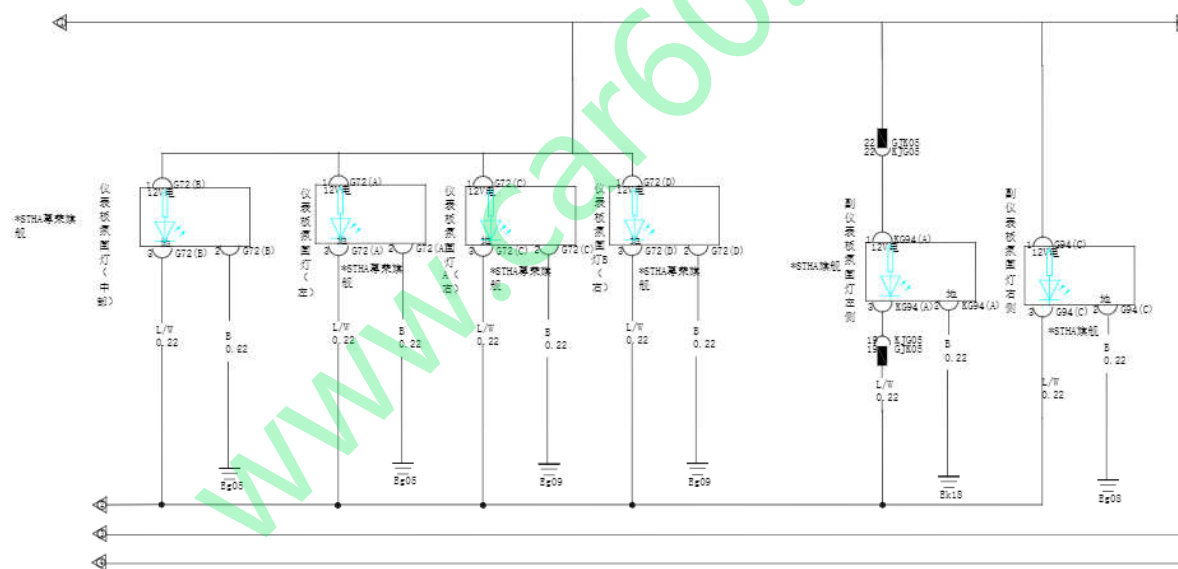 www.car60
22 GJK05
22 KJG05
仪表板氛围灯(中部)
*STHA尊荣旗舰
1 G72(B)
12V电
地
3 G72(B)
2 G72(B)
L/W
0.22
B
0.22
Eg05
仪表板氛围灯(左)
*STHA尊荣旗舰
1 G72(A)
12V电
地
3 G72(A)
2 G72(A)
L/W
0.22
B
0.22
Eg05
仪表板氛围灯A(右)
*STHA尊荣旗舰
1 G72(C)
12V电
地
3 G72(C)
2 G72(C)
L/W
0.22
B
0.22
Eg09
仪表板氛围灯B(右)
*STHA尊荣旗舰
1 G72(D)
12V电
地
3 G72(D)
2 G72(D)
L/W
0.22
B
0.22
Eg09
副仪表板氛围灯左侧
*STHA旗舰
1 KG94(A)
12V电
地
3 KG94(A)
2 KG94(A)
19 KJG05
19 GJK05
L/W
0.22
B
0.22
Ek18
副仪表板氛围灯右侧
*STHA旗舰
1 G94(C)
12V电
地
3 G94(C)
2 G94(C)
L/W
0.22
B
0.22
Eg08